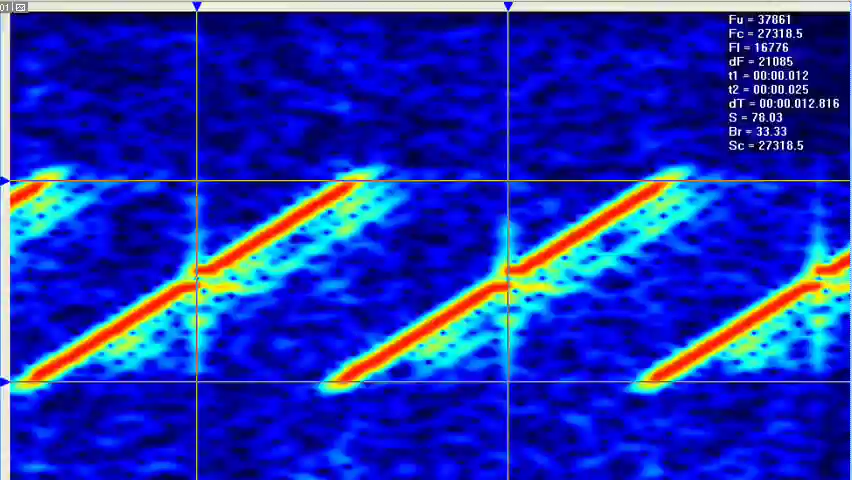 01
Fu = 37861
Fc = 27318.5
Fl = 16776
dF = 21085
t1 = 00:00.012
t2 = 00:00.025
dT = 00:00.012.816
S = 78.03
Br = 33.33
Sc = 27318.5